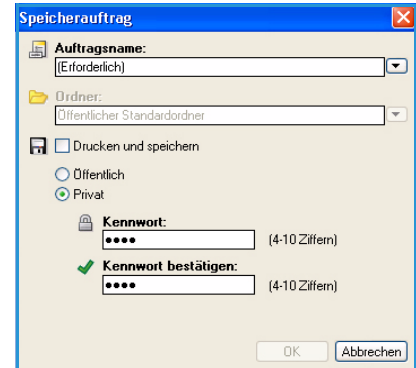 Speicherauftrag
Auftragsname:
(Erforderlich)
Ordner:
Öffentlicher Standardordner
Drucken und speichern
Öffentlich
Privat
Kennwort:
●●●● (4-10 Ziffern)
Kennwort bestätigen:
●●●● (4-10 Ziffern)
OK Abbrechen